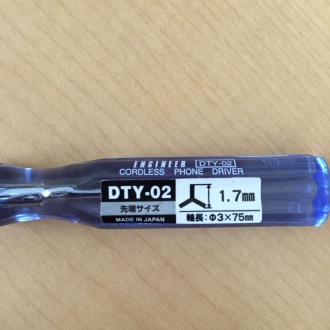 ENGINEER DTY-02
CORDLESS PHONE DRIVER
DTY-02
先端サイズ
MADE IN JAPAN
1.7mm
軸長:Φ3×75mm